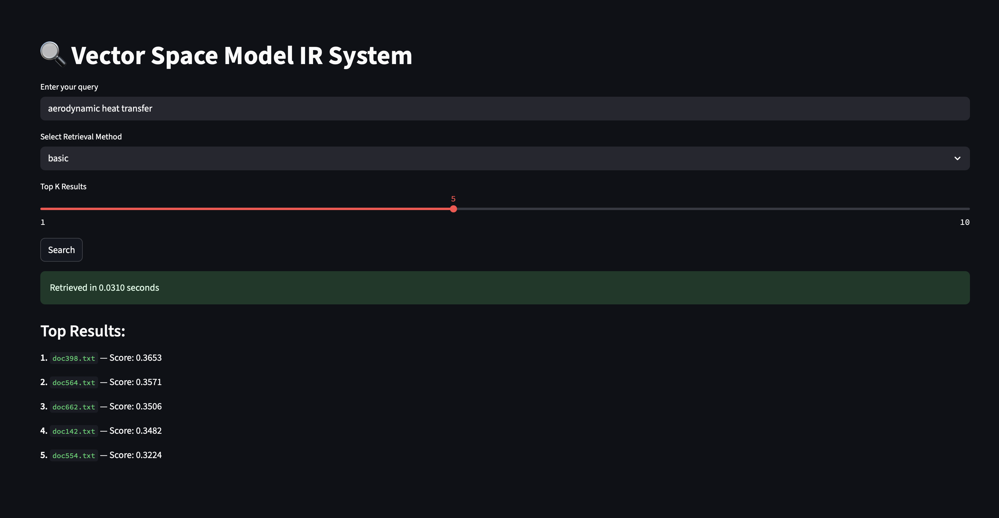 Vector Space Model IR System
Enter your query
aerodynamic heat transfer
Select Retrieval Method
basic
Top K Results
5
1 10
Search
Retrieved in 0.0310 seconds
Top Results:
1. doc398.txt — Score: 0.3653
2. doc564.txt — Score: 0.3571
3. doc662.txt — Score: 0.3506
4. doc142.txt — Score: 0.3482
5. doc554.txt — Score: 0.3224